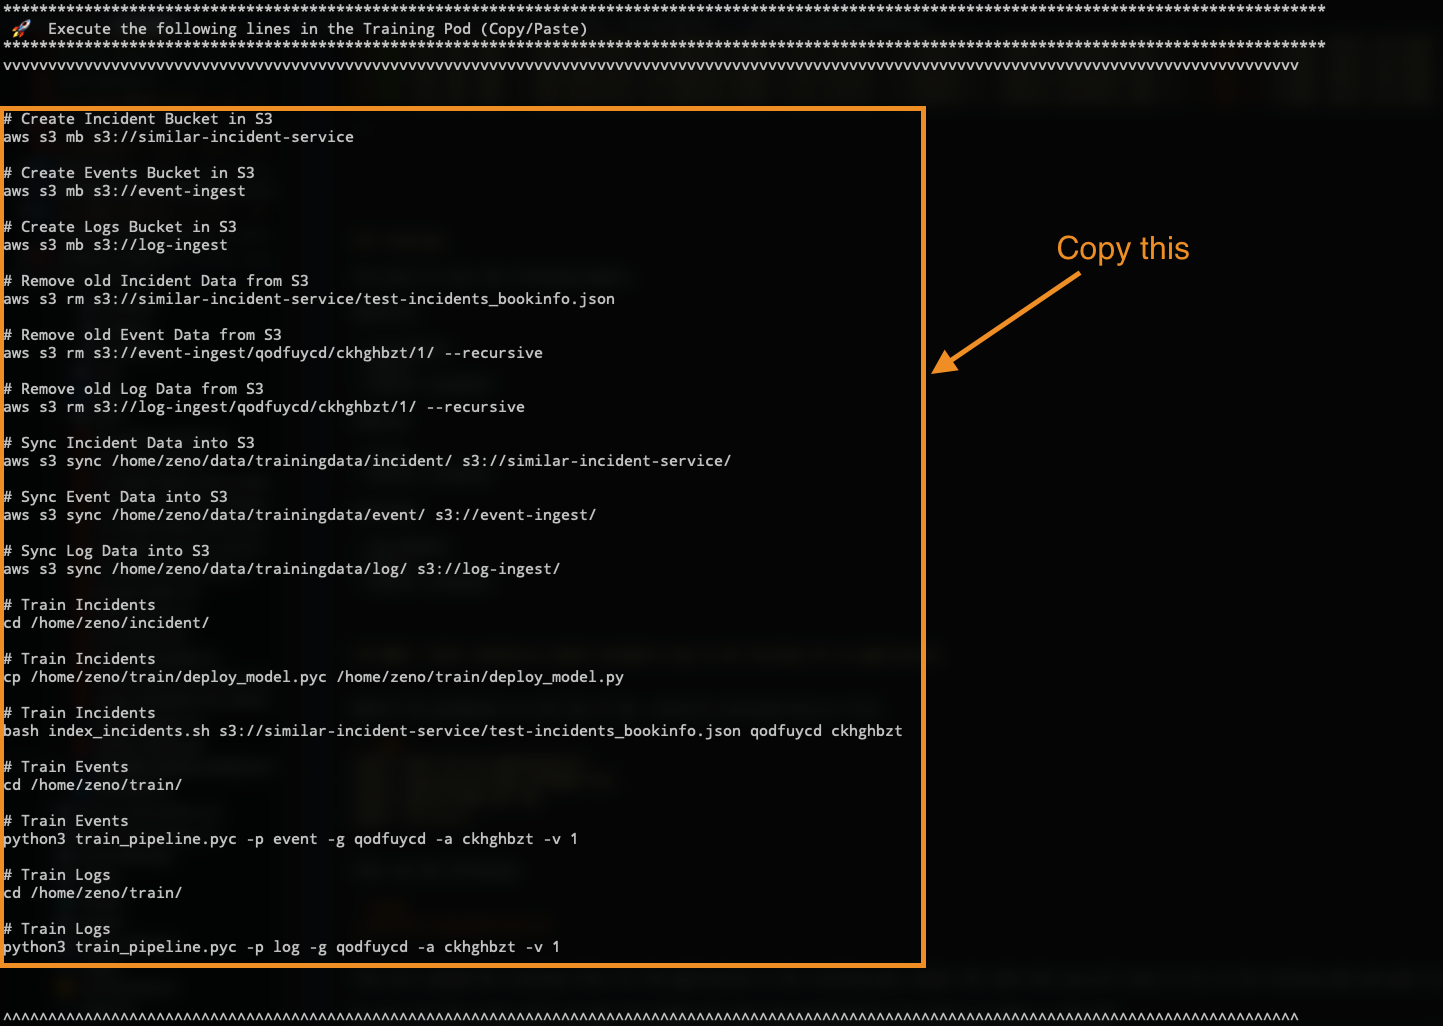 ***************************************************************************************************************************************************
🚀 Execute the following lines in the Training Pod (Copy/Paste)
***************************************************************************************************************************************************
vvvvvvvvvvvvvvvvvvvvvvvvvvvvvvvvvvvvvvvvvvvvvvvvvvvvvvvvvvvvvvvvvvvvvvvvvvvvvvvvvvvvvvvvvvvvvvvvvvvvvvvvvvvvvvvvvvvvvvvvvvvvvvvvvvvvvvvvvvvvvvvv
# Create Incident Bucket in S3
aws s3 mb s3://similar-incident-service
# Create Events Bucket in S3
aws s3 mb s3://event-ingest
# Create Logs Bucket in S3
aws s3 mb s3://log-ingest
Copy this
# Remove old Incident Data from S3
aws s3 rm s3://similar-incident-service/test-incidents_bookinfo.json
# Remove old Event Data from S3
aws s3 rm s3://event-ingest/qodfuycd/ckhghbzt/1/ --recursive
# Remove old Log Data from S3
aws s3 rm s3://log-ingest/qodfuycd/ckhghbzt/1/ --recursive
# Sync Incident Data into S3
aws s3 sync /home/zeno/data/trainingdata/incident/ s3://similar-incident-service/
# Sync Event Data into S3
aws s3 sync /home/zeno/data/trainingdata/event/ s3://event-ingest/
# Sync Log Data into S3
aws s3 sync /home/zeno/data/trainingdata/log/ s3://log-ingest/
# Train Incidents
cd /home/zeno/incident/
# Train Incidents
cp /home/zeno/train/deploy_model.pyc /home/zeno/train/deploy_model.py
# Train Incidents
bash index_incidents.sh s3://similar-incident-service/test-incidents_bookinfo.json qodfuycd ckhghbzt
# Train Events
cd /home/zeno/train/
# Train Events
python3 train_pipeline.pyc -p event -g qodfuycd -a ckhghbzt -v 1
# Train Logs
cd /home/zeno/train/
# Train Logs
python3 train_pipeline.pyc -p log -g qodfuycd -a ckhghbzt -v 1
^^^^^^^^^^^^^^^^^^^^^^^^^^^^^^^^^^^^^^^^^^^^^^^^^^^^^^^^^^^^^^^^^^^^^^^^^^^^^^^^^^^^^^^^^^^^^^^^^^^^^^^^^^^^^^^^^^^^^^^^^^^^^^^^^^^^^^^^^^^^^^^^